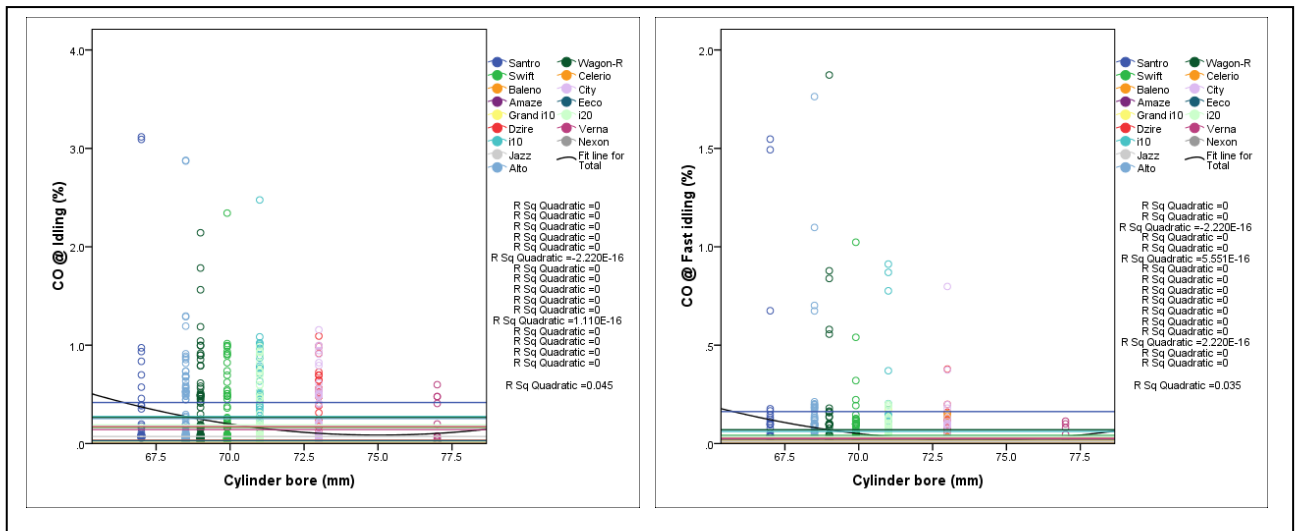 4.0
3.0
2.0
1.0
.0
CO @ Idling (%)
67.5 70.0 72.5 75.0 77.5
Cylinder bore (mm)
Santro Wagon-R
Swift Celerio
Baleno City
Amaze Eeco
Grand i10 i20
Dzire Verna
i10 Nexon
Jazz Fit line for
Alto Total
R Sq Quadratic =0
R Sq Quadratic =0
R Sq Quadratic =0
R Sq Quadratic =0
R Sq Quadratic =0
R Sq Quadratic =-2.220E-16
R Sq Quadratic =0
R Sq Quadratic =0
R Sq Quadratic =0
R Sq Quadratic =0
R Sq Quadratic =0
R Sq Quadratic =1.110E-16
R Sq Quadratic =0
R Sq Quadratic =0
R Sq Quadratic =0
R Sq Quadratic =0
R Sq Quadratic =0.045
2.0
1.5
1.0
.5
.0
CO @ Fast idling (%)
67.5 70.0 72.5 75.0 77.5
Cylinder bore (mm)
Santro Wagon-R
Swift Celerio
Baleno City
Amaze Eeco
Grand i10 i20
Dzire Verna
i10 Nexon
Jazz Fit line for
Alto Total
R Sq Quadratic =0
R Sq Quadratic =0
R Sq Quadratic =-2.220E-16
R Sq Quadratic =0
R Sq Quadratic =0
R Sq Quadratic =5.551E-16
R Sq Quadratic =0
R Sq Quadratic =0
R Sq Quadratic =0
R Sq Quadratic =0
R Sq Quadratic =0
R Sq Quadratic =0
R Sq Quadratic =0
R Sq Quadratic =2.220E-16
R Sq Quadratic =0
R Sq Quadratic =0
R Sq Quadratic =0.035